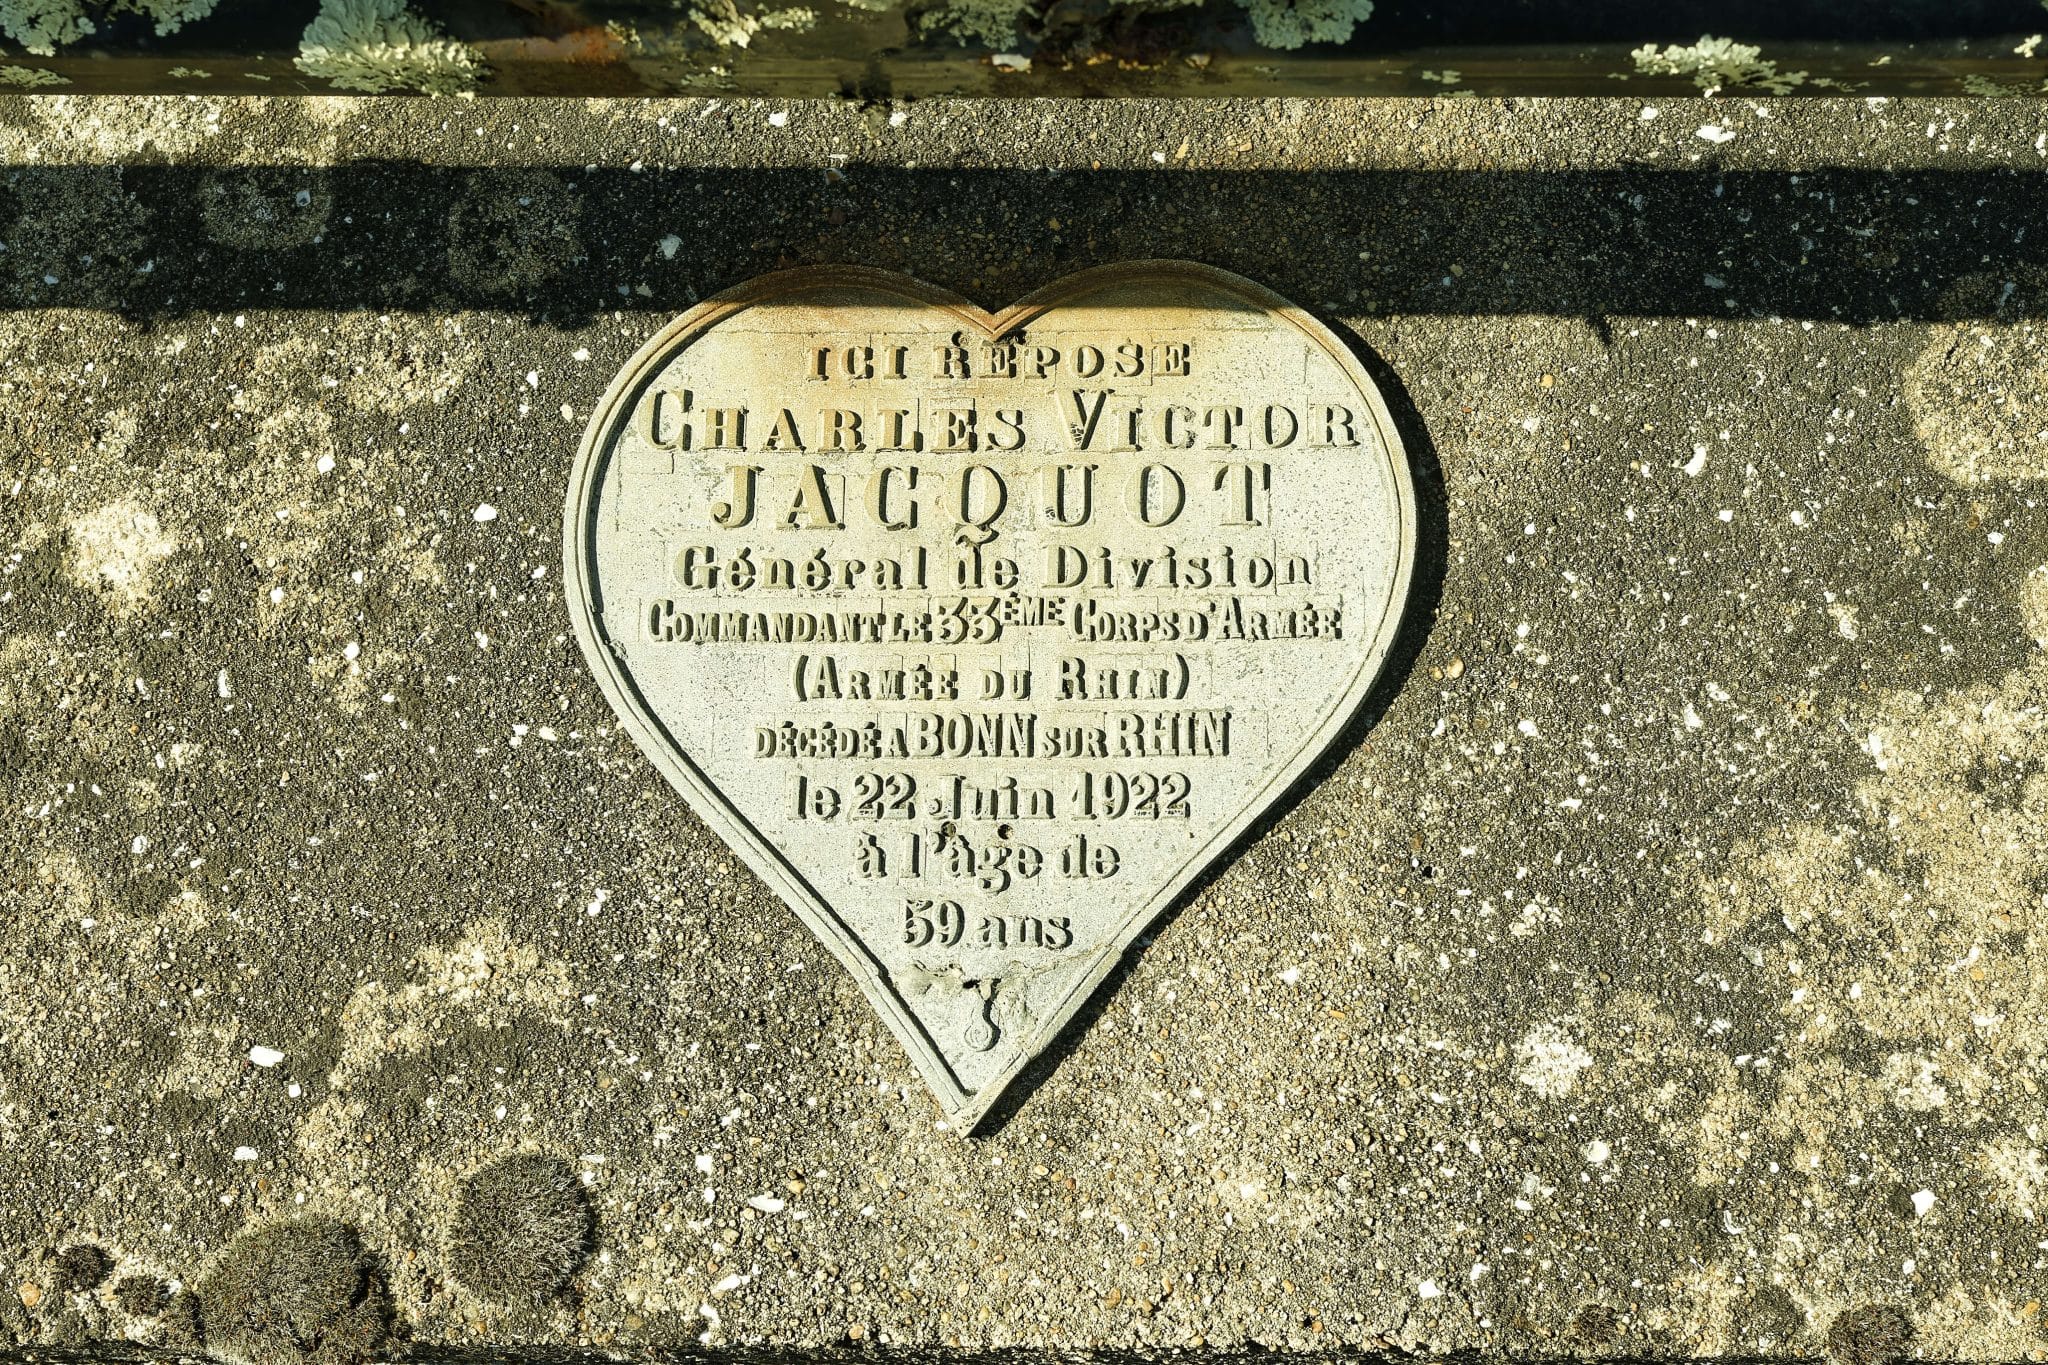 ICI REPOSE
CHARLES VICTOR
JACQUOT
Général de Division
COMMANDANT LE 33ÈME CORPS D'ARMÉE
(ARMÉE DU RHIN)
DÉCÉDÉ A BONN SUR RHIN
le 22 Juin 1922
à l'âge de
59 ans